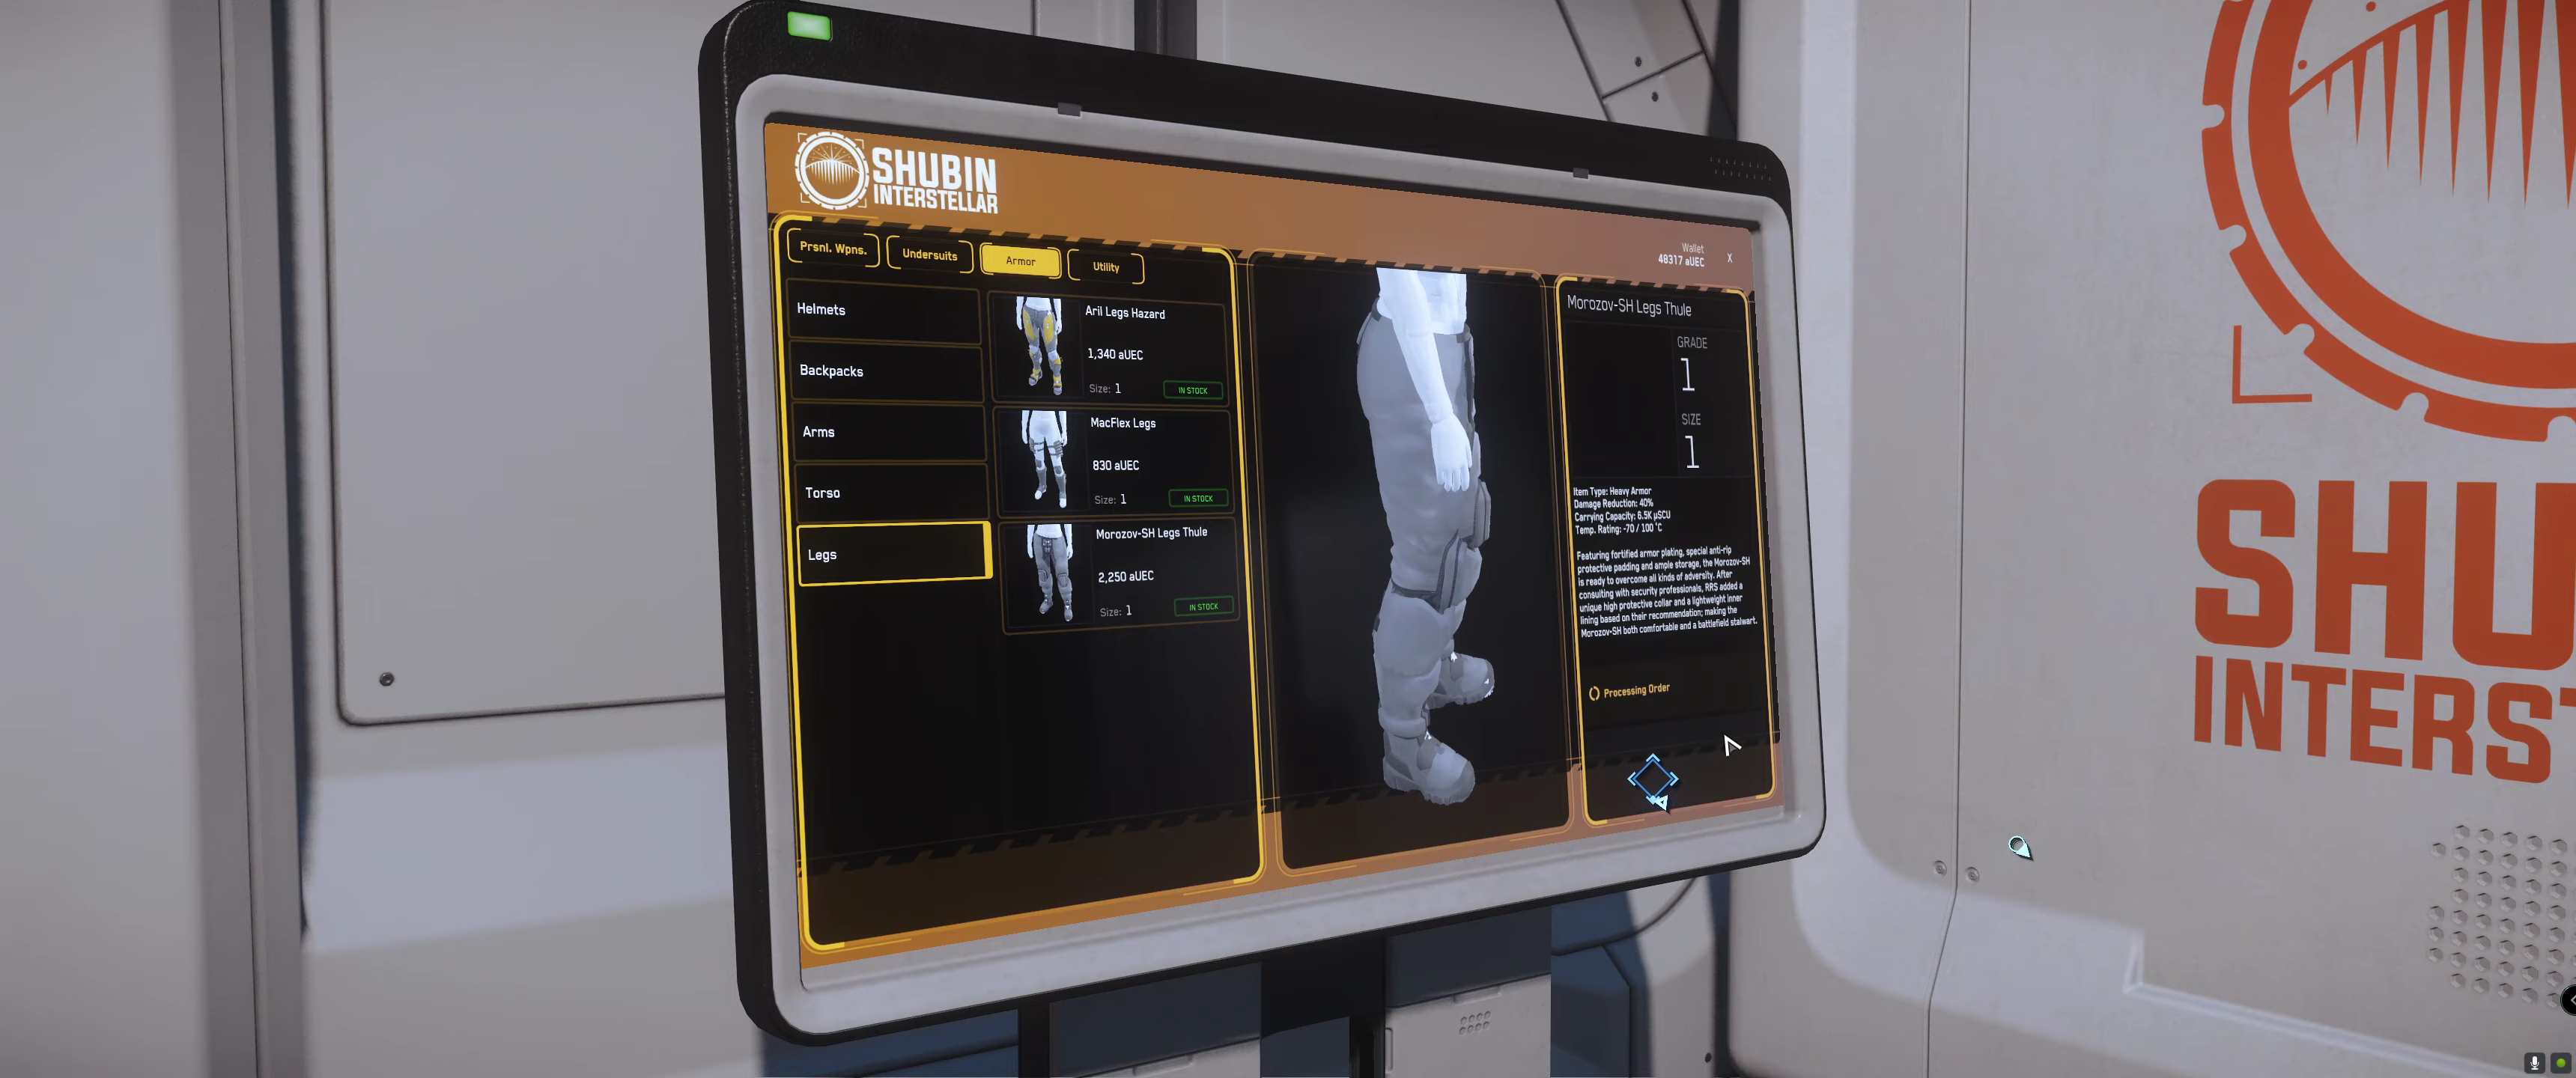 SHUBIN
INTERSTELLAR
Prsnl. Wpns.
Undersuits
Armor
Utility
Wallet
48317 aUEC
X
Helmets
Backpacks
Arms
Torso
Legs
Aril Legs Hazard
1,340 aUEC
Size: 1
IN STOCK
MacFlex Legs
830 aUEC
Size: 1
IN STOCK
Morozov-SH Legs Thule
2,250 aUEC
Size: 1
IN STOCK
Morozov-SH Legs Thule
GRADE
1
SIZE
1
Item Type: Heavy Armor
Damage Reduction: 40%
Carrying Capacity: 6.5K µSCU
Temp. Rating: -70 / 100 °C
Featuring fortified armor plating, special anti-rip
protective padding and ample storage, the Morozov-SH
is ready to overcome all kinds of adversity. After
consulting with security professionals, RRS added a
unique high protective collar and a lightweight inner
lining based on their recommendation; making the
Morozov-SH both comfortable and a battlefield stalwart.
Processing Order
SHU
INTERST